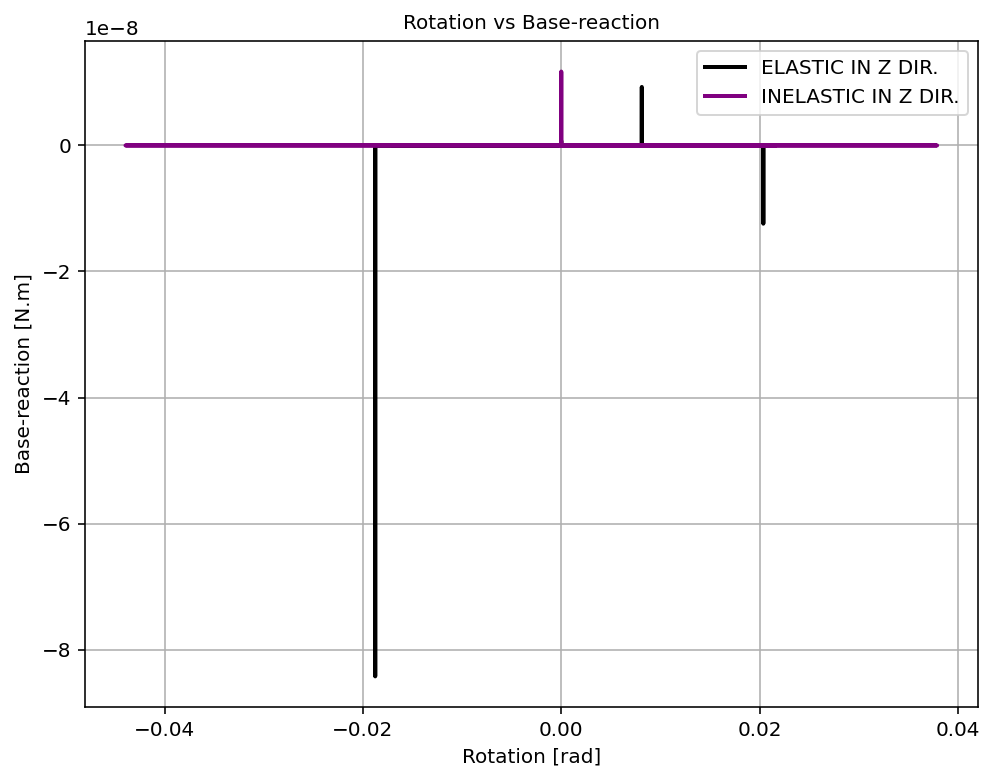 Rotation vs Base-reaction
1e−8
ELASTIC IN Z DIR.
INELASTIC IN Z DIR.
0
−2
−4
−6
−8
Base-reaction [N.m]
−0.04
−0.02
0.00
0.02
0.04
Rotation [rad]